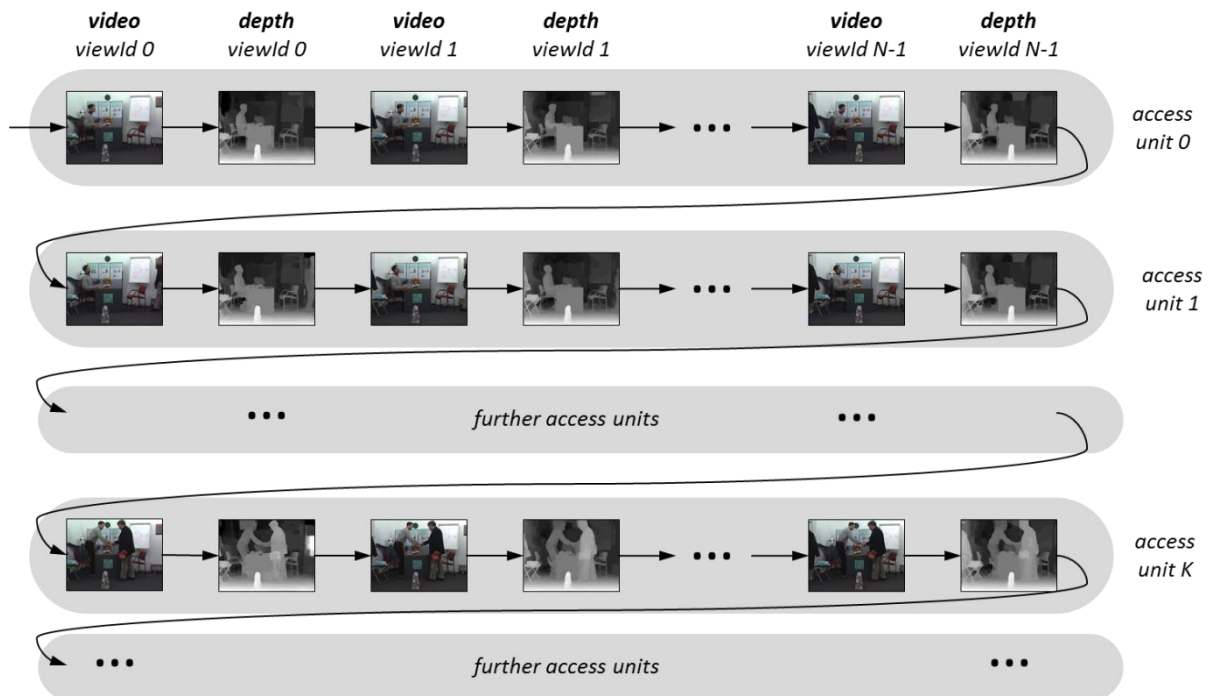 video depth video depth video depth
viewId 0 viewId 0 viewId 1 viewId 1 viewId N-1 viewId N-1
access
unit 0
access
unit 1
further access units
access
unit K
further access units